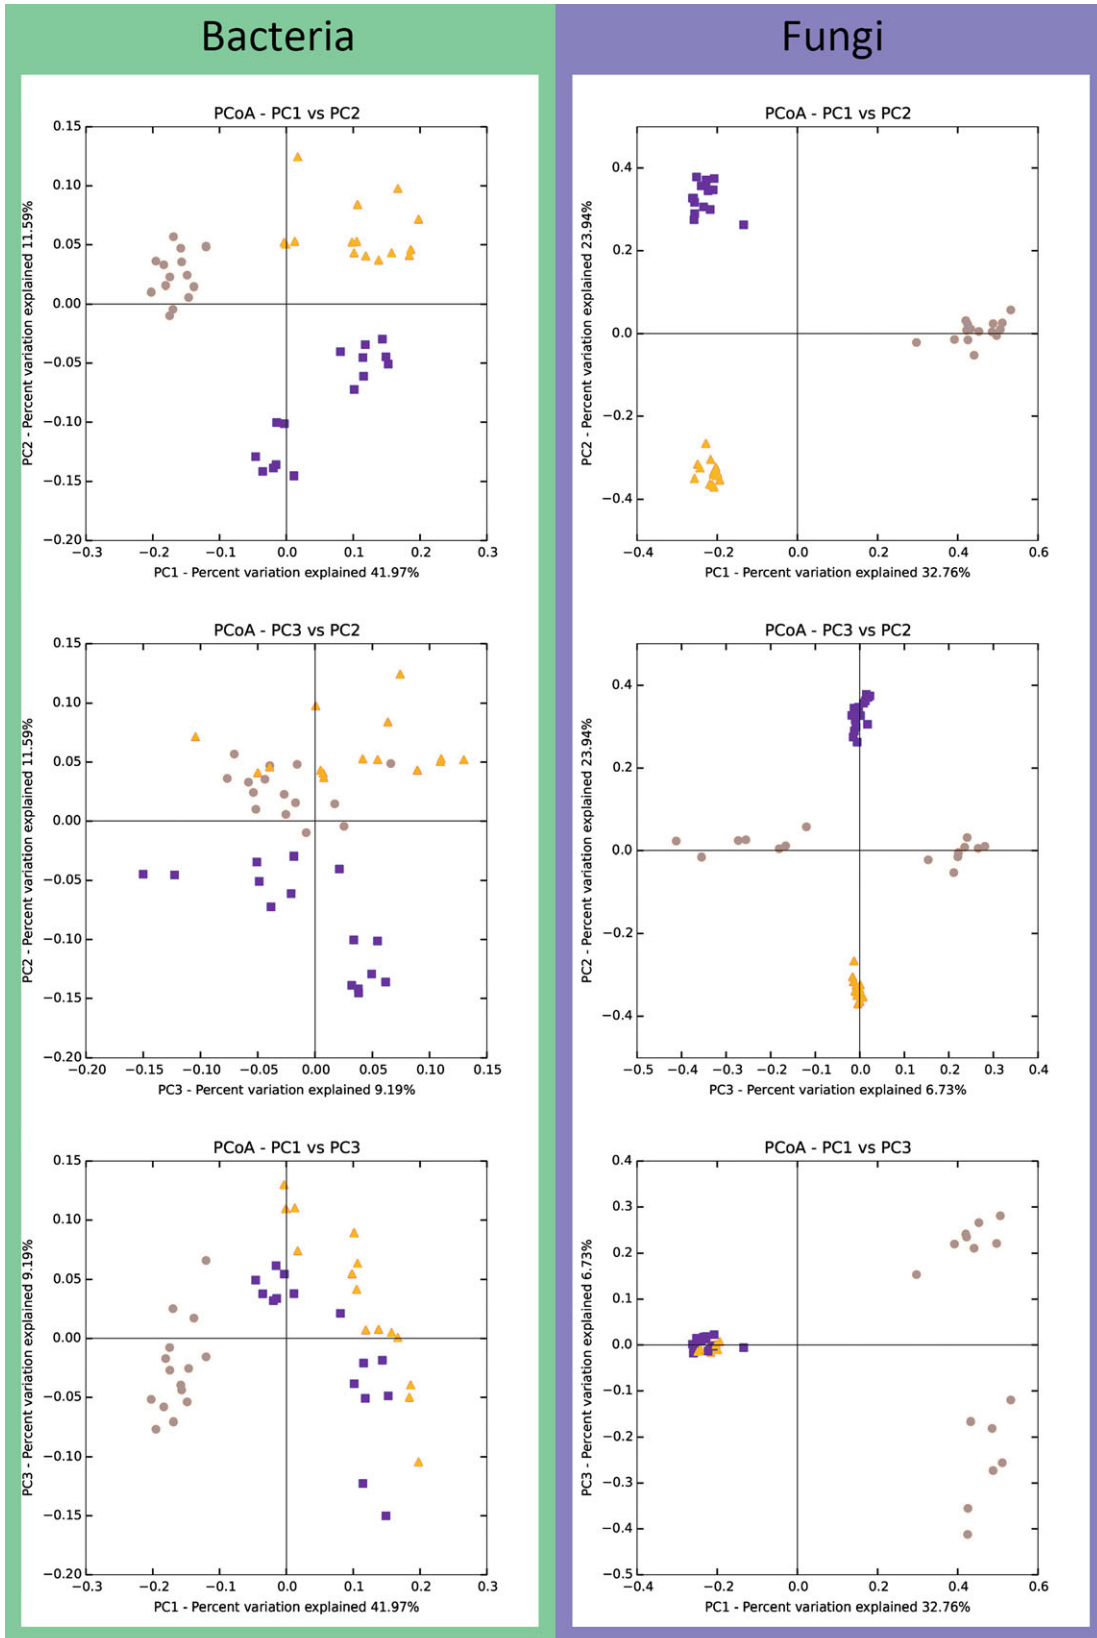 Bacteria
Fungi
PCoA - PC1 vs PC2
0.15
0.10
0.05
0.00
−0.05
−0.10
−0.15
−0.20
PC2 - Percent variation explained 11.59%
−0.3 −0.2 −0.1 0.0 0.1 0.2 0.3
PC1 - Percent variation explained 41.97%
PCoA - PC1 vs PC2
0.4
0.2
0.0
−0.2
−0.4
PC2 - Percent variation explained 23.94%
−0.4 −0.2 0.0 0.2 0.4 0.6
PC1 - Percent variation explained 32.76%
PCoA - PC3 vs PC2
0.15
0.10
0.05
0.00
−0.05
−0.10
−0.15
−0.20
PC2 - Percent variation explained 11.59%
−0.20 −0.15 −0.10 −0.05 0.00 0.05 0.10 0.15
PC3 - Percent variation explained 9.19%
PCoA - PC3 vs PC2
0.4
0.2
0.0
−0.2
−0.4
PC2 - Percent variation explained 23.94%
−0.5 −0.4 −0.3 −0.2 −0.1 0.0 0.1 0.2 0.3 0.4
PC3 - Percent variation explained 6.73%
PCoA - PC1 vs PC3
0.15
0.10
0.05
0.00
−0.05
−0.10
−0.15
−0.20
PC3 - Percent variation explained 9.19%
−0.3 −0.2 −0.1 0.0 0.1 0.2 0.3
PC1 - Percent variation explained 41.97%
PCoA - PC1 vs PC3
0.4
0.3
0.2
0.1
0.0
−0.1
−0.2
−0.3
−0.4
−0.5
PC3 - Percent variation explained 6.73%
−0.4 −0.2 0.0 0.2 0.4 0.6
PC1 - Percent variation explained 32.76%